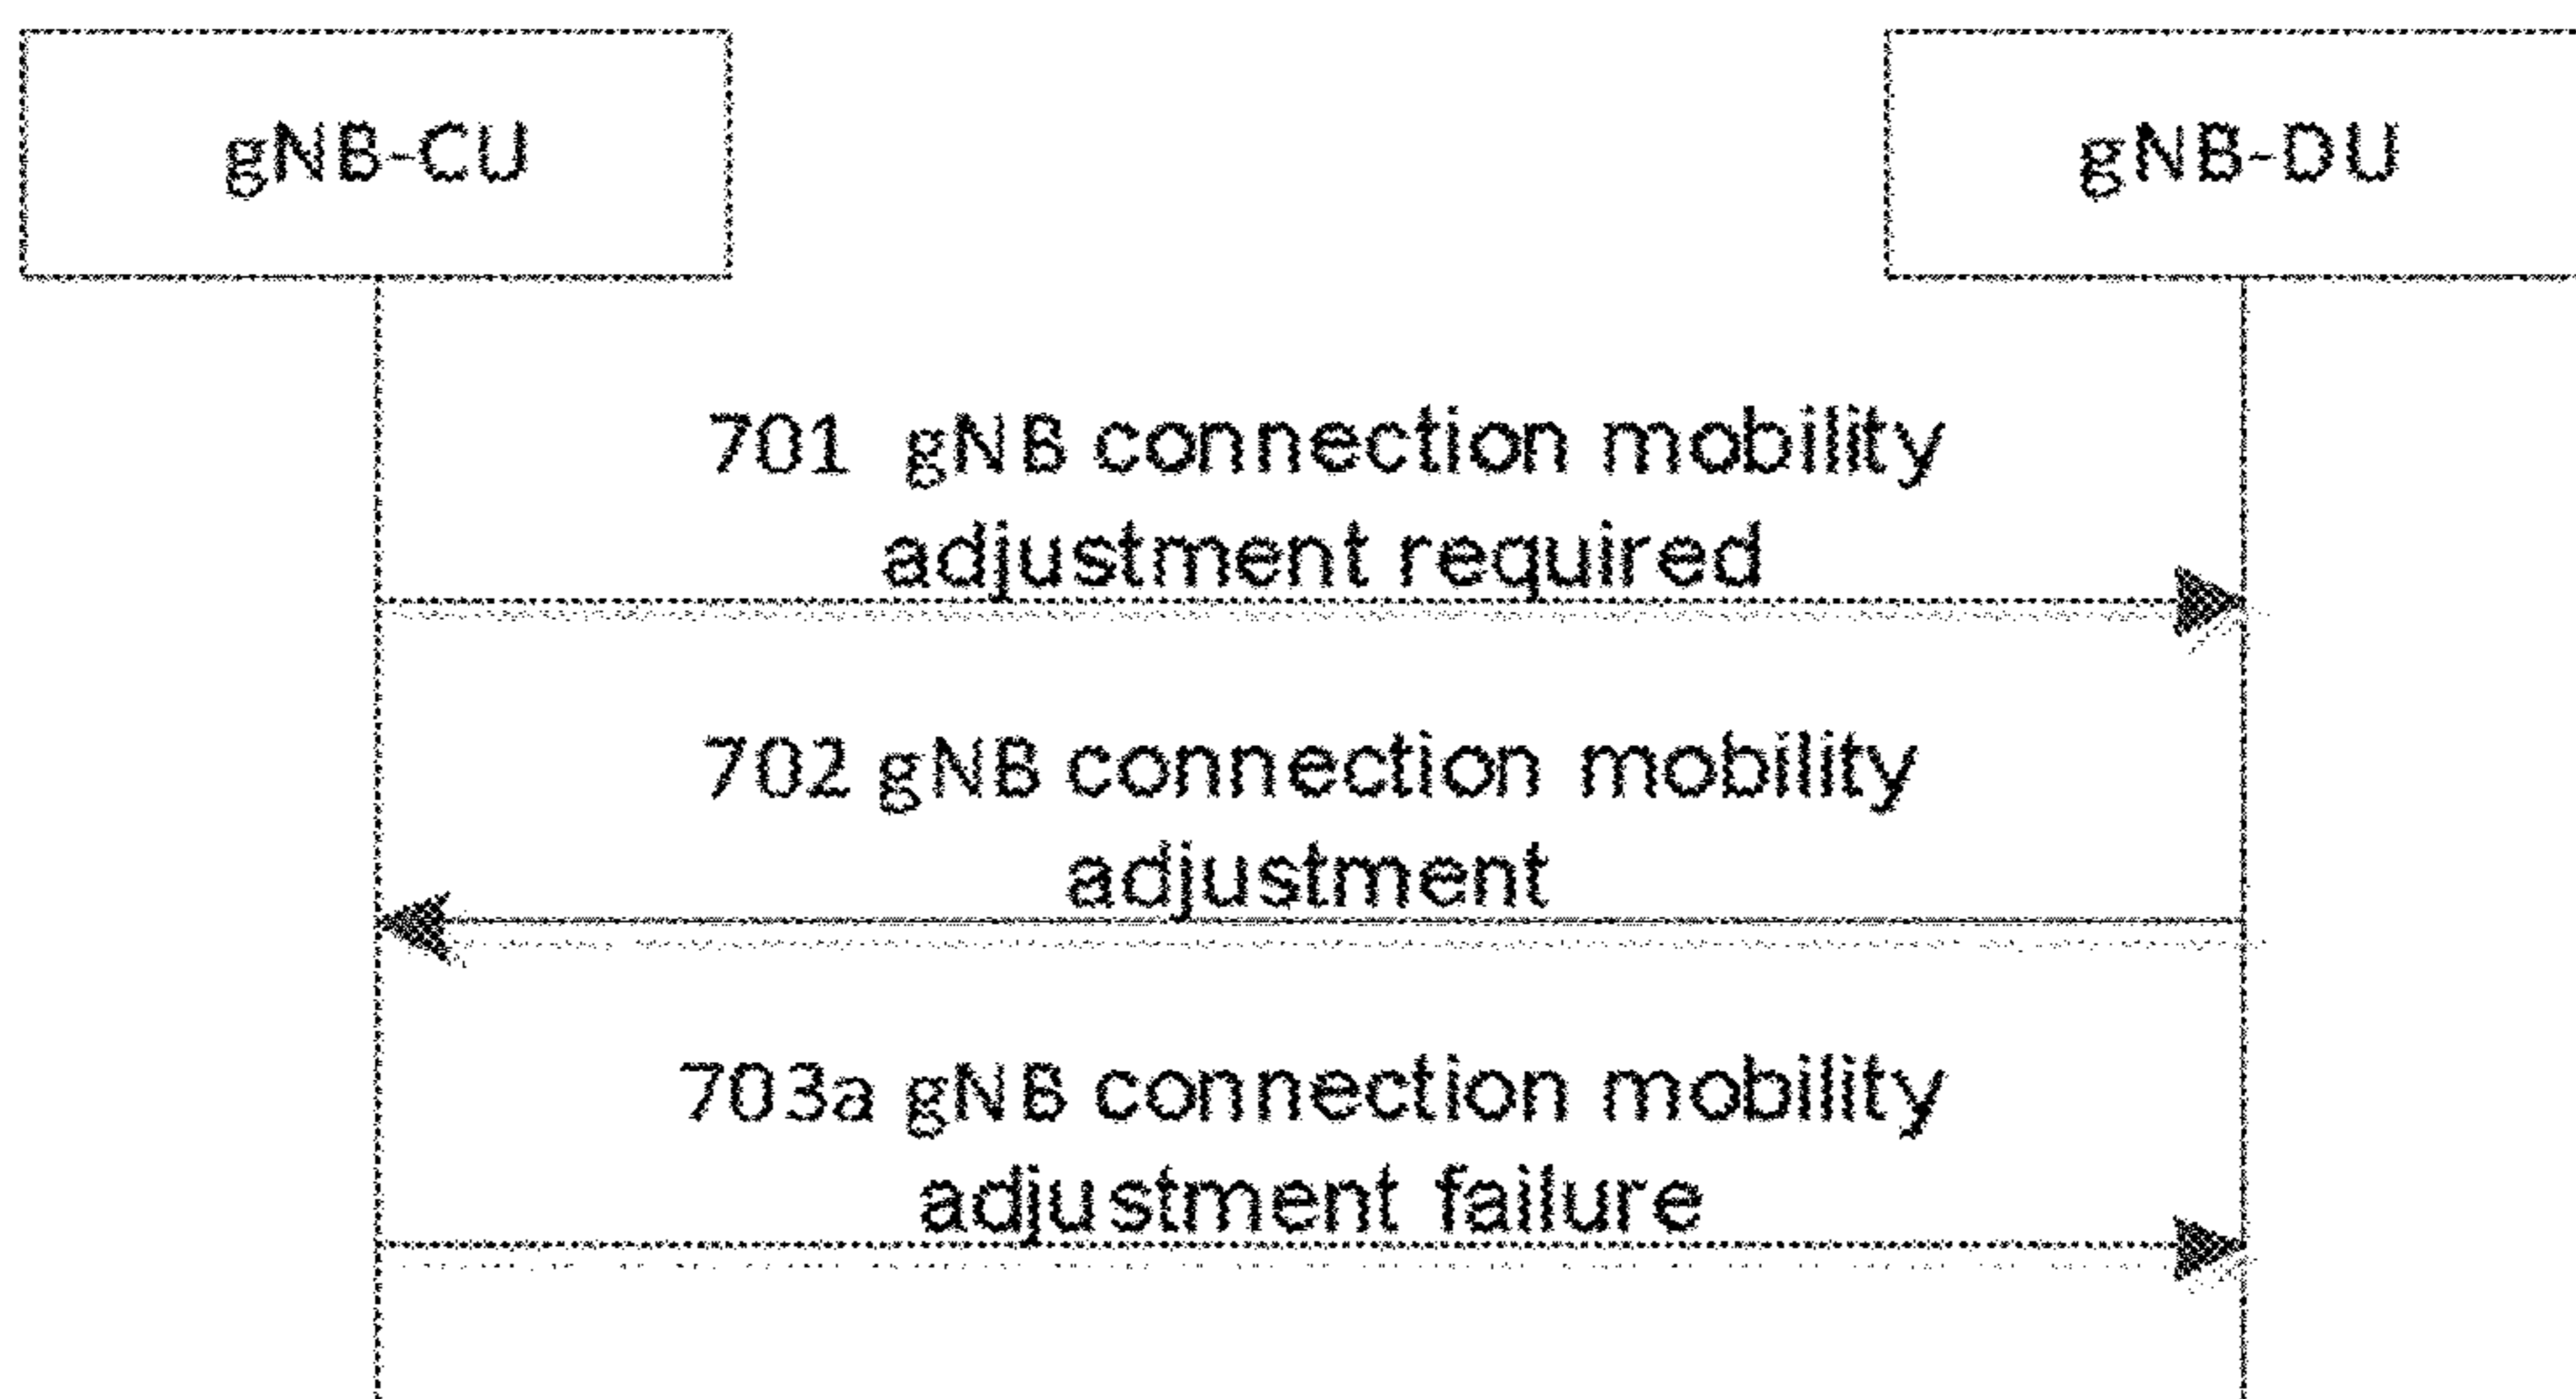 gNB-CU
gNB-DU
701 gNB connection mobility
adjustment required
702 gNB connection mobility
adjustment
703a gNB connection mobility
adjustment failure